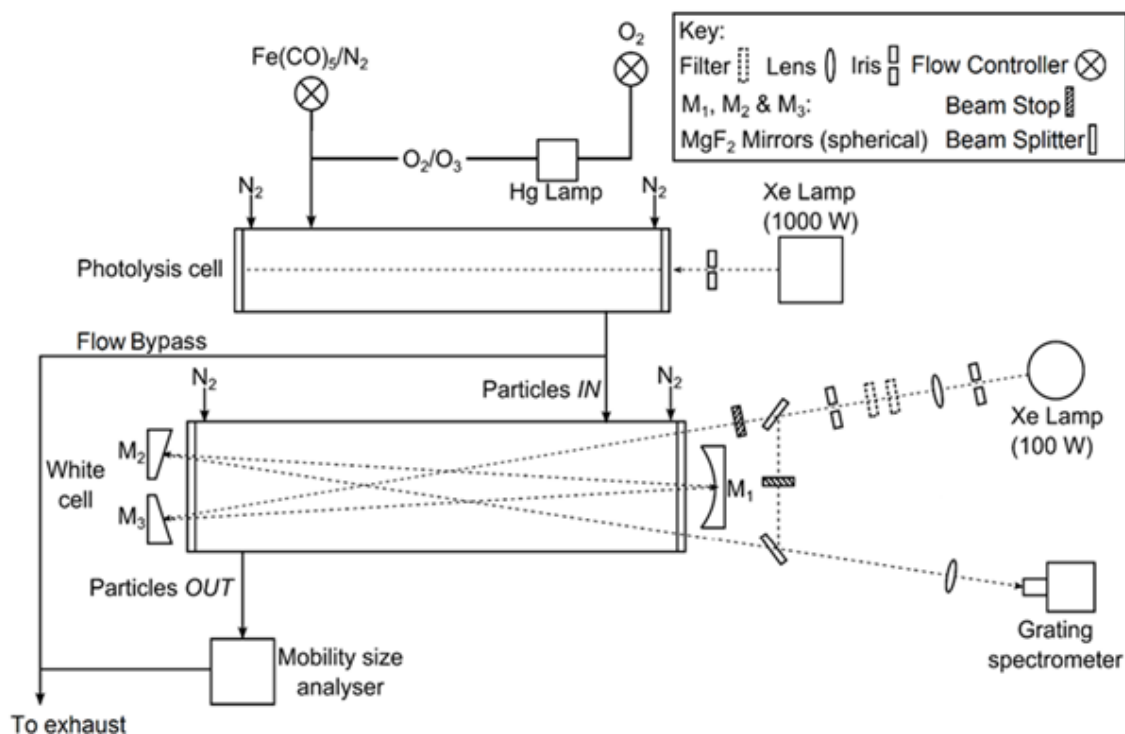 Fe(CO)₅/N₂
O₂
Key:
Filter Lens Iris Flow Controller
M₁, M₂ & M₃: Beam Stop
MgF₂ Mirrors (spherical) Beam Splitter
O₂/O₃
Hg Lamp
N₂
N₂
Xe Lamp
(1000 W)
Photolysis cell
Flow Bypass
N₂
Particles IN
N₂
Xe Lamp
(100 W)
M₂
White
cell
M₃
M₁
Particles OUT
Mobility size
analyser
Grating
spectrometer
To exhaust